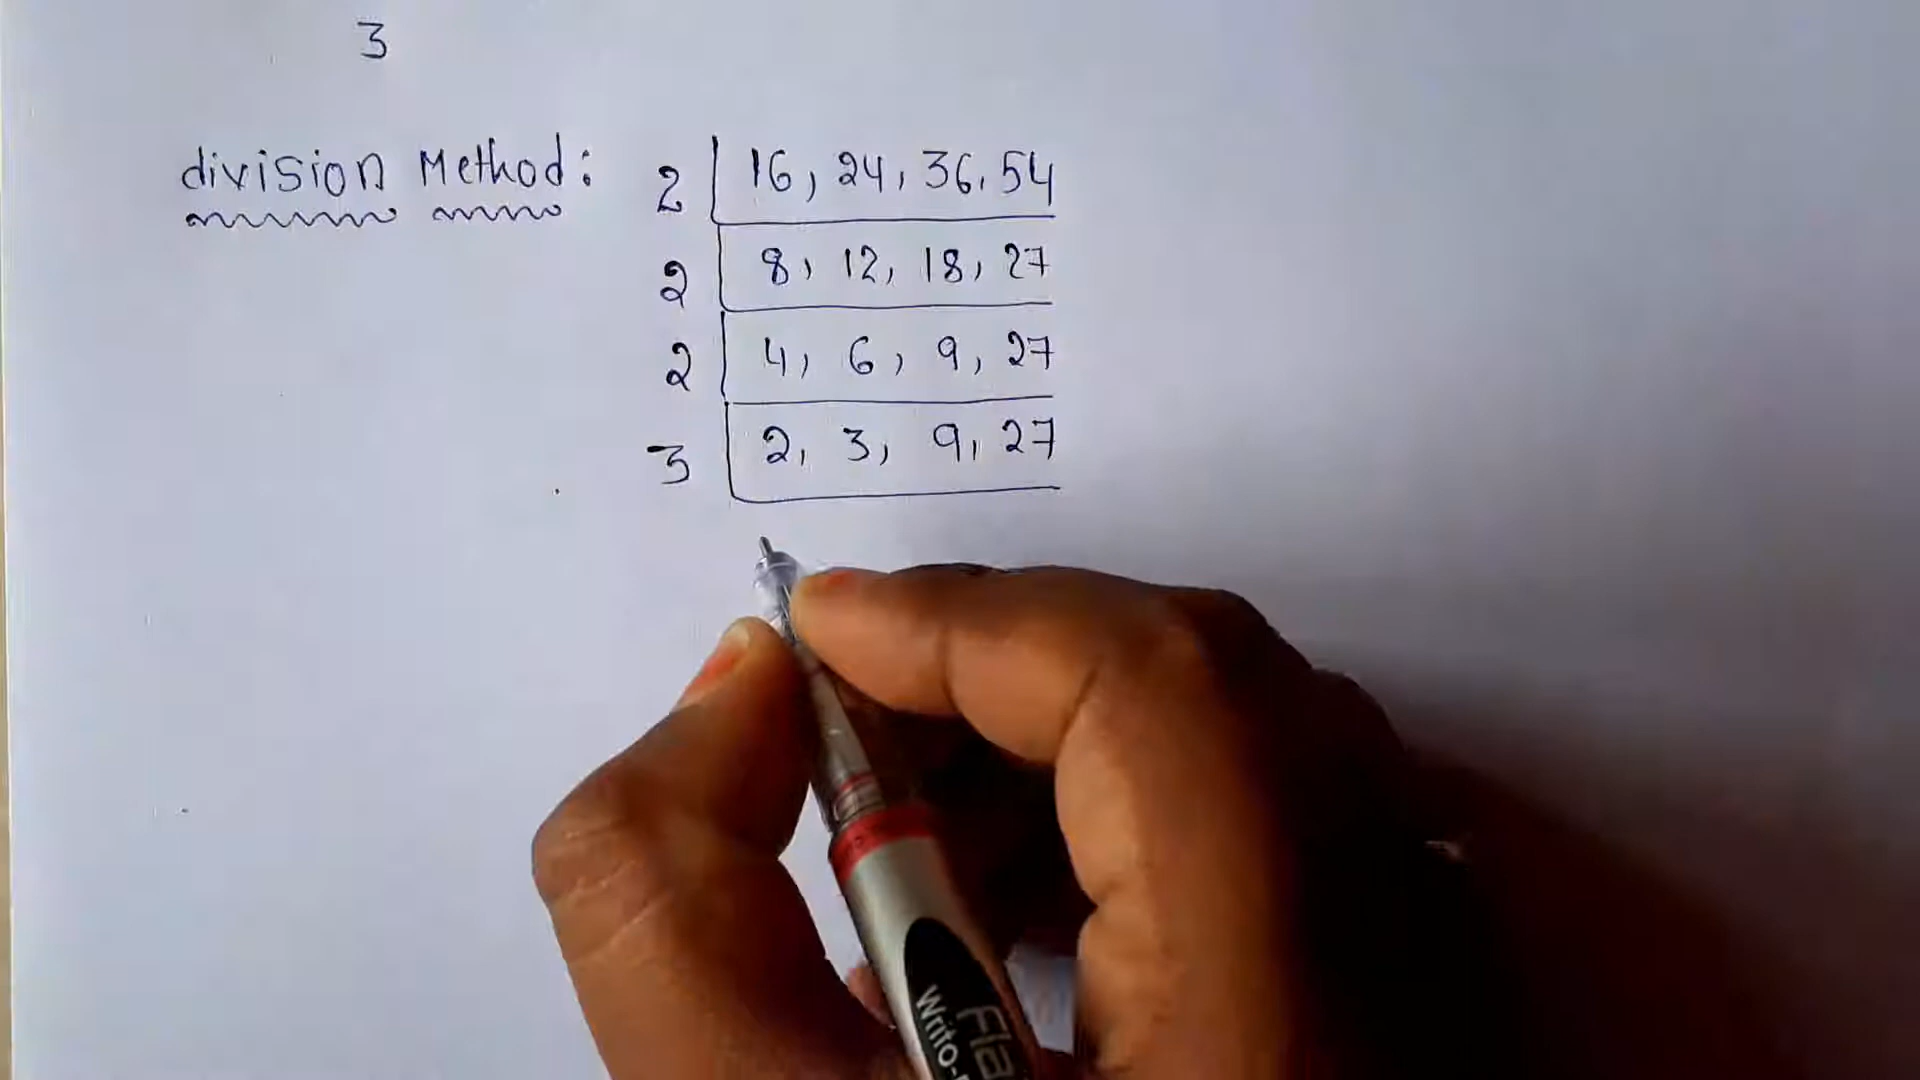 3
division Method: 2 | 16, 24, 36, 54
2 | 8, 12, 18, 27
2 | 4, 6, 9, 27
3 | 2, 3, 9, 27
Fla
Writo-